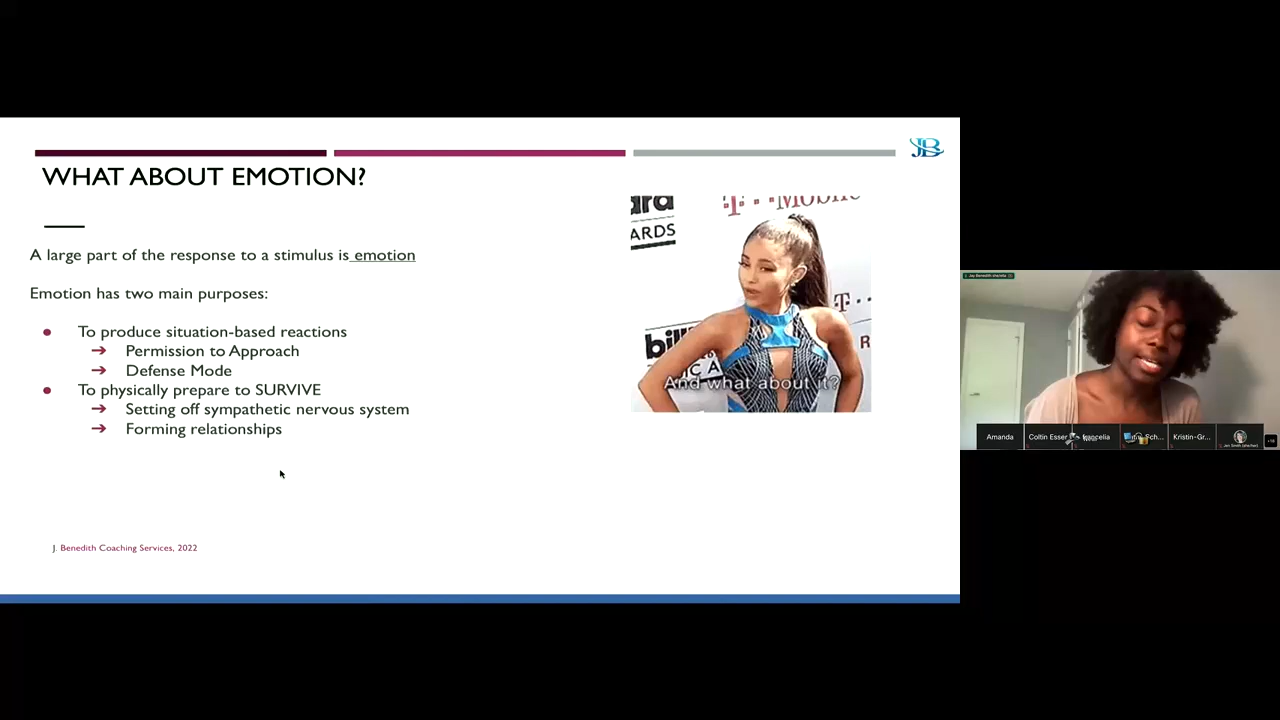 JB
WHAT ABOUT EMOTION?
A large part of the response to a stimulus is emotion
Emotion has two main purposes:
To produce situation-based reactions
Permission to Approach
Defense Mode
To physically prepare to SURVIVE
Setting off sympathetic nervous system
Forming relationships
J. Benedith Coaching Services, 2022
ARDS
T··Mobile
T··
And what about it?
Amanda
Coltin Esser
Kristin-Gr...